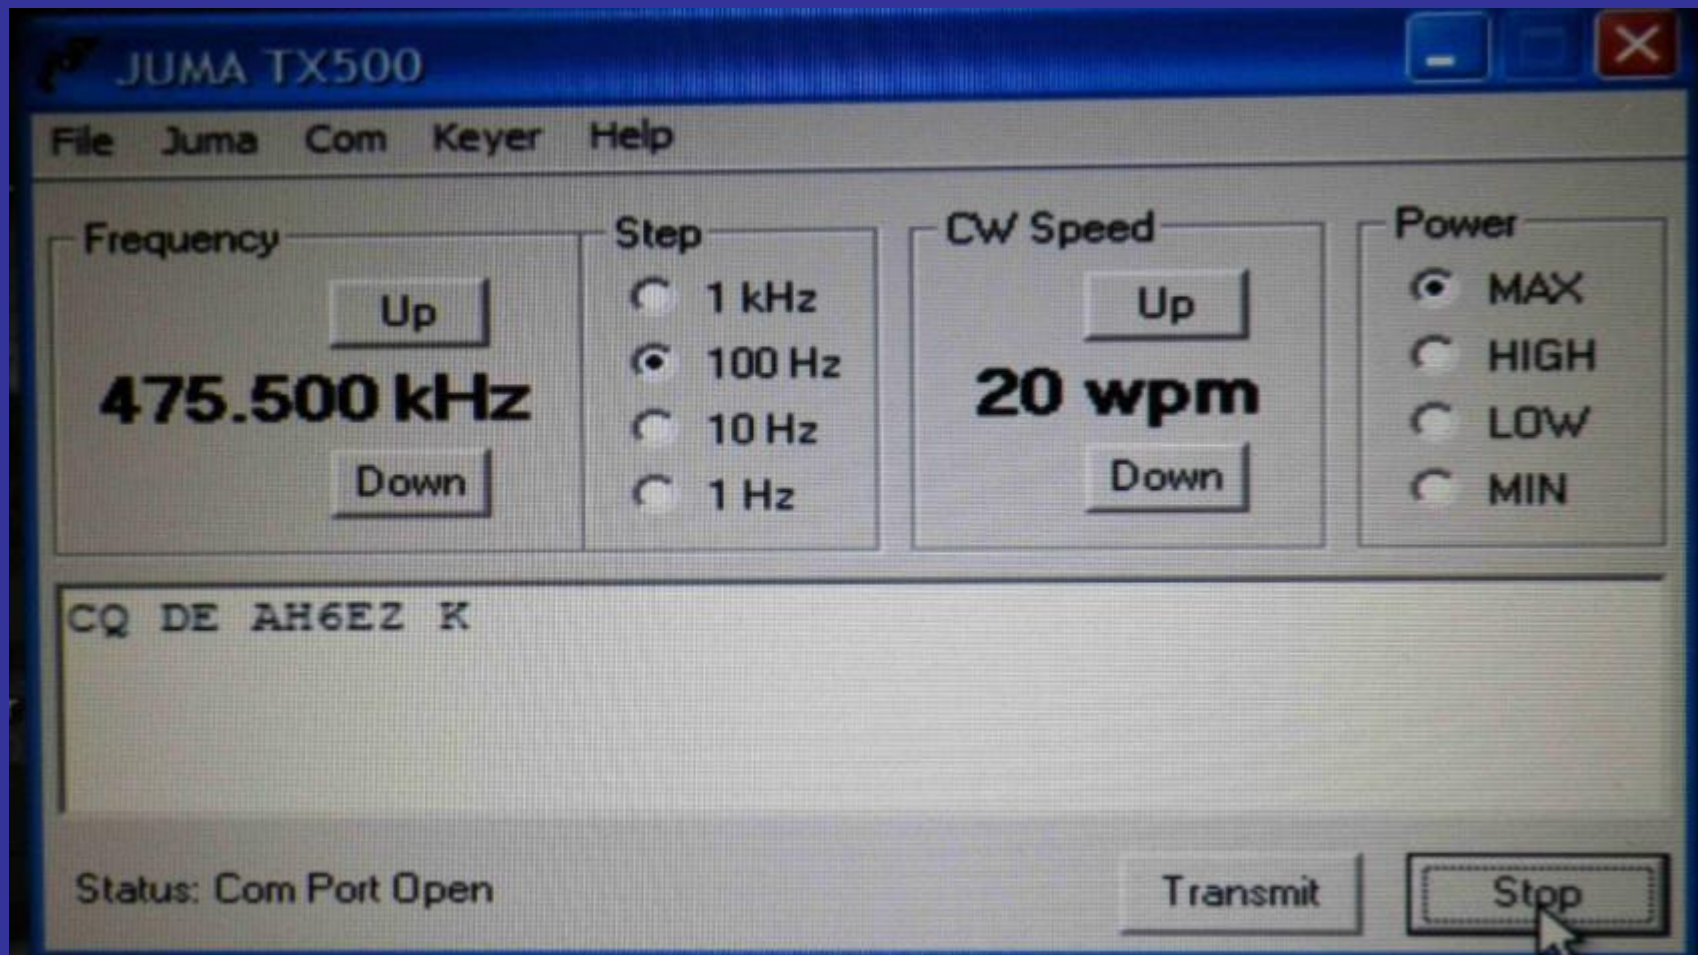 JUMA TX500
File Juma Com Keyer Help
Frequency Step CW Speed Power
Up
475.500 kHz
Down
1 kHz
100 Hz
10 Hz
1 Hz
Up
20 wpm
Down
MAX
HIGH
LOW
MIN
CQ DE AH6EZ K
Status: Com Port Open Transmit Stop